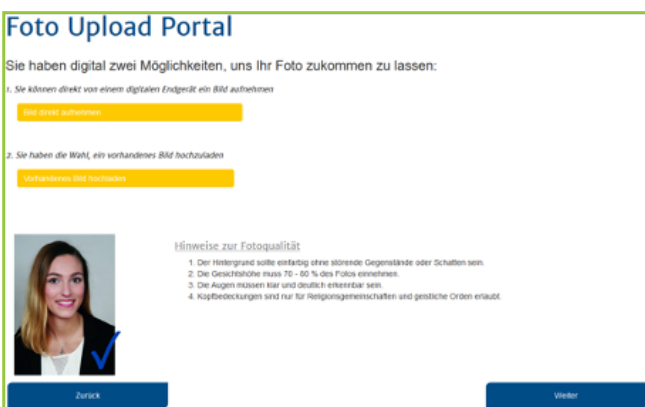 Foto Upload Portal
Sie haben digital zwei Möglichkeiten, uns Ihr Foto zukommen zu lassen:
1. Sie können direkt von einem digitalen Endgerät ein Bild aufnehmen
Bild direkt aufnehmen
2. Sie haben die Wahl, ein vorhandenes Bild hochzuladen
Vorhandenes Bild hochladen
Hinweise zur Fotoqualität
1. Der Hintergrund sollte einfarbig ohne störende Gegenstände oder Schatten sein.
2. Die Gesichtshöhe muss 70 - 80 % des Fotos einnehmen.
3. Die Augen müssen klar und deutlich erkennbar sein.
4. Kopfbedeckungen sind nur für Religionsgemeinschaften und geistliche Orden erlaubt.
Zurück
Weiter